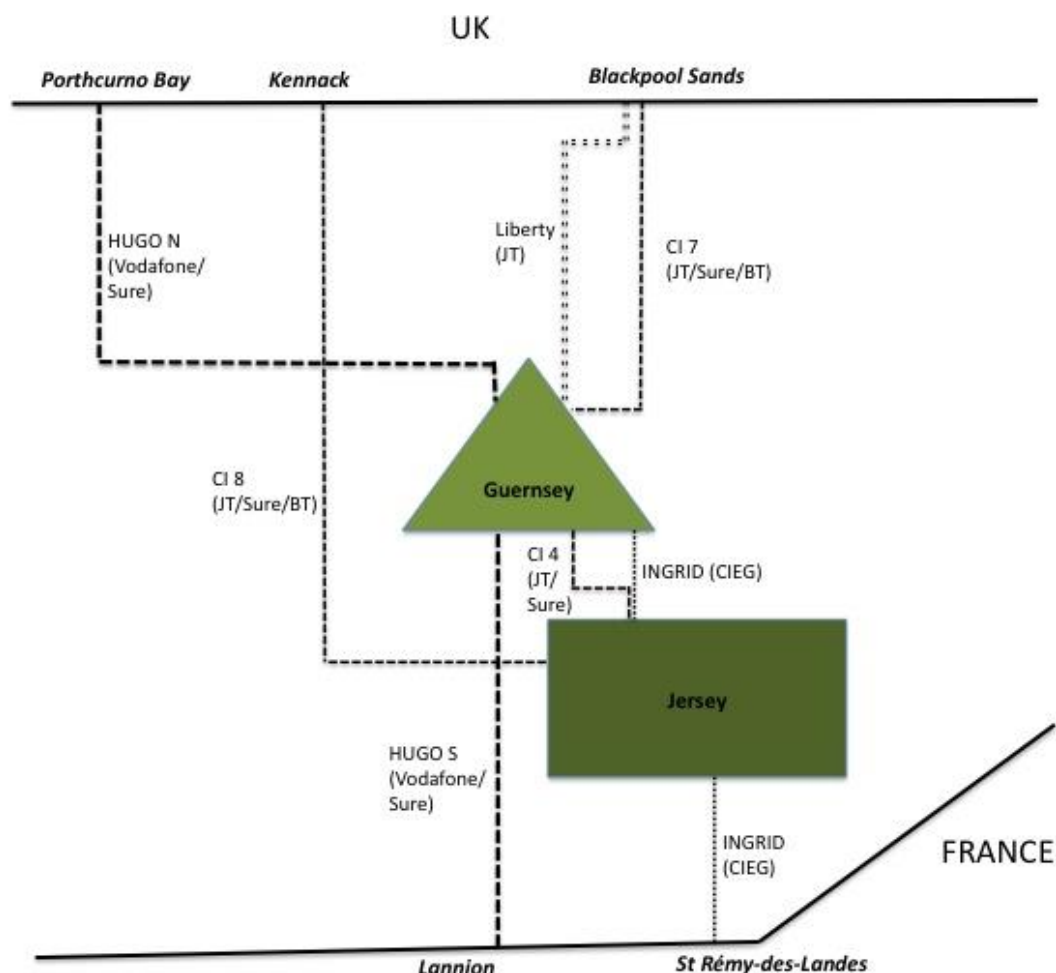 UK
Porthcurno Bay
Kennack
Blackpool Sands
HUGO N
(Vodafone/
Sure)
Liberty
(JT)
CI 7
(JT/Sure/BT)
CI 8
(JT/Sure/BT)
Guernsey
CI 4
(JT/
Sure)
INGRID (CIEG)
Jersey
HUGO S
(Vodafone/
Sure)
INGRID
(CIEG)
FRANCE
Lannion
St Rémy-des-Landes